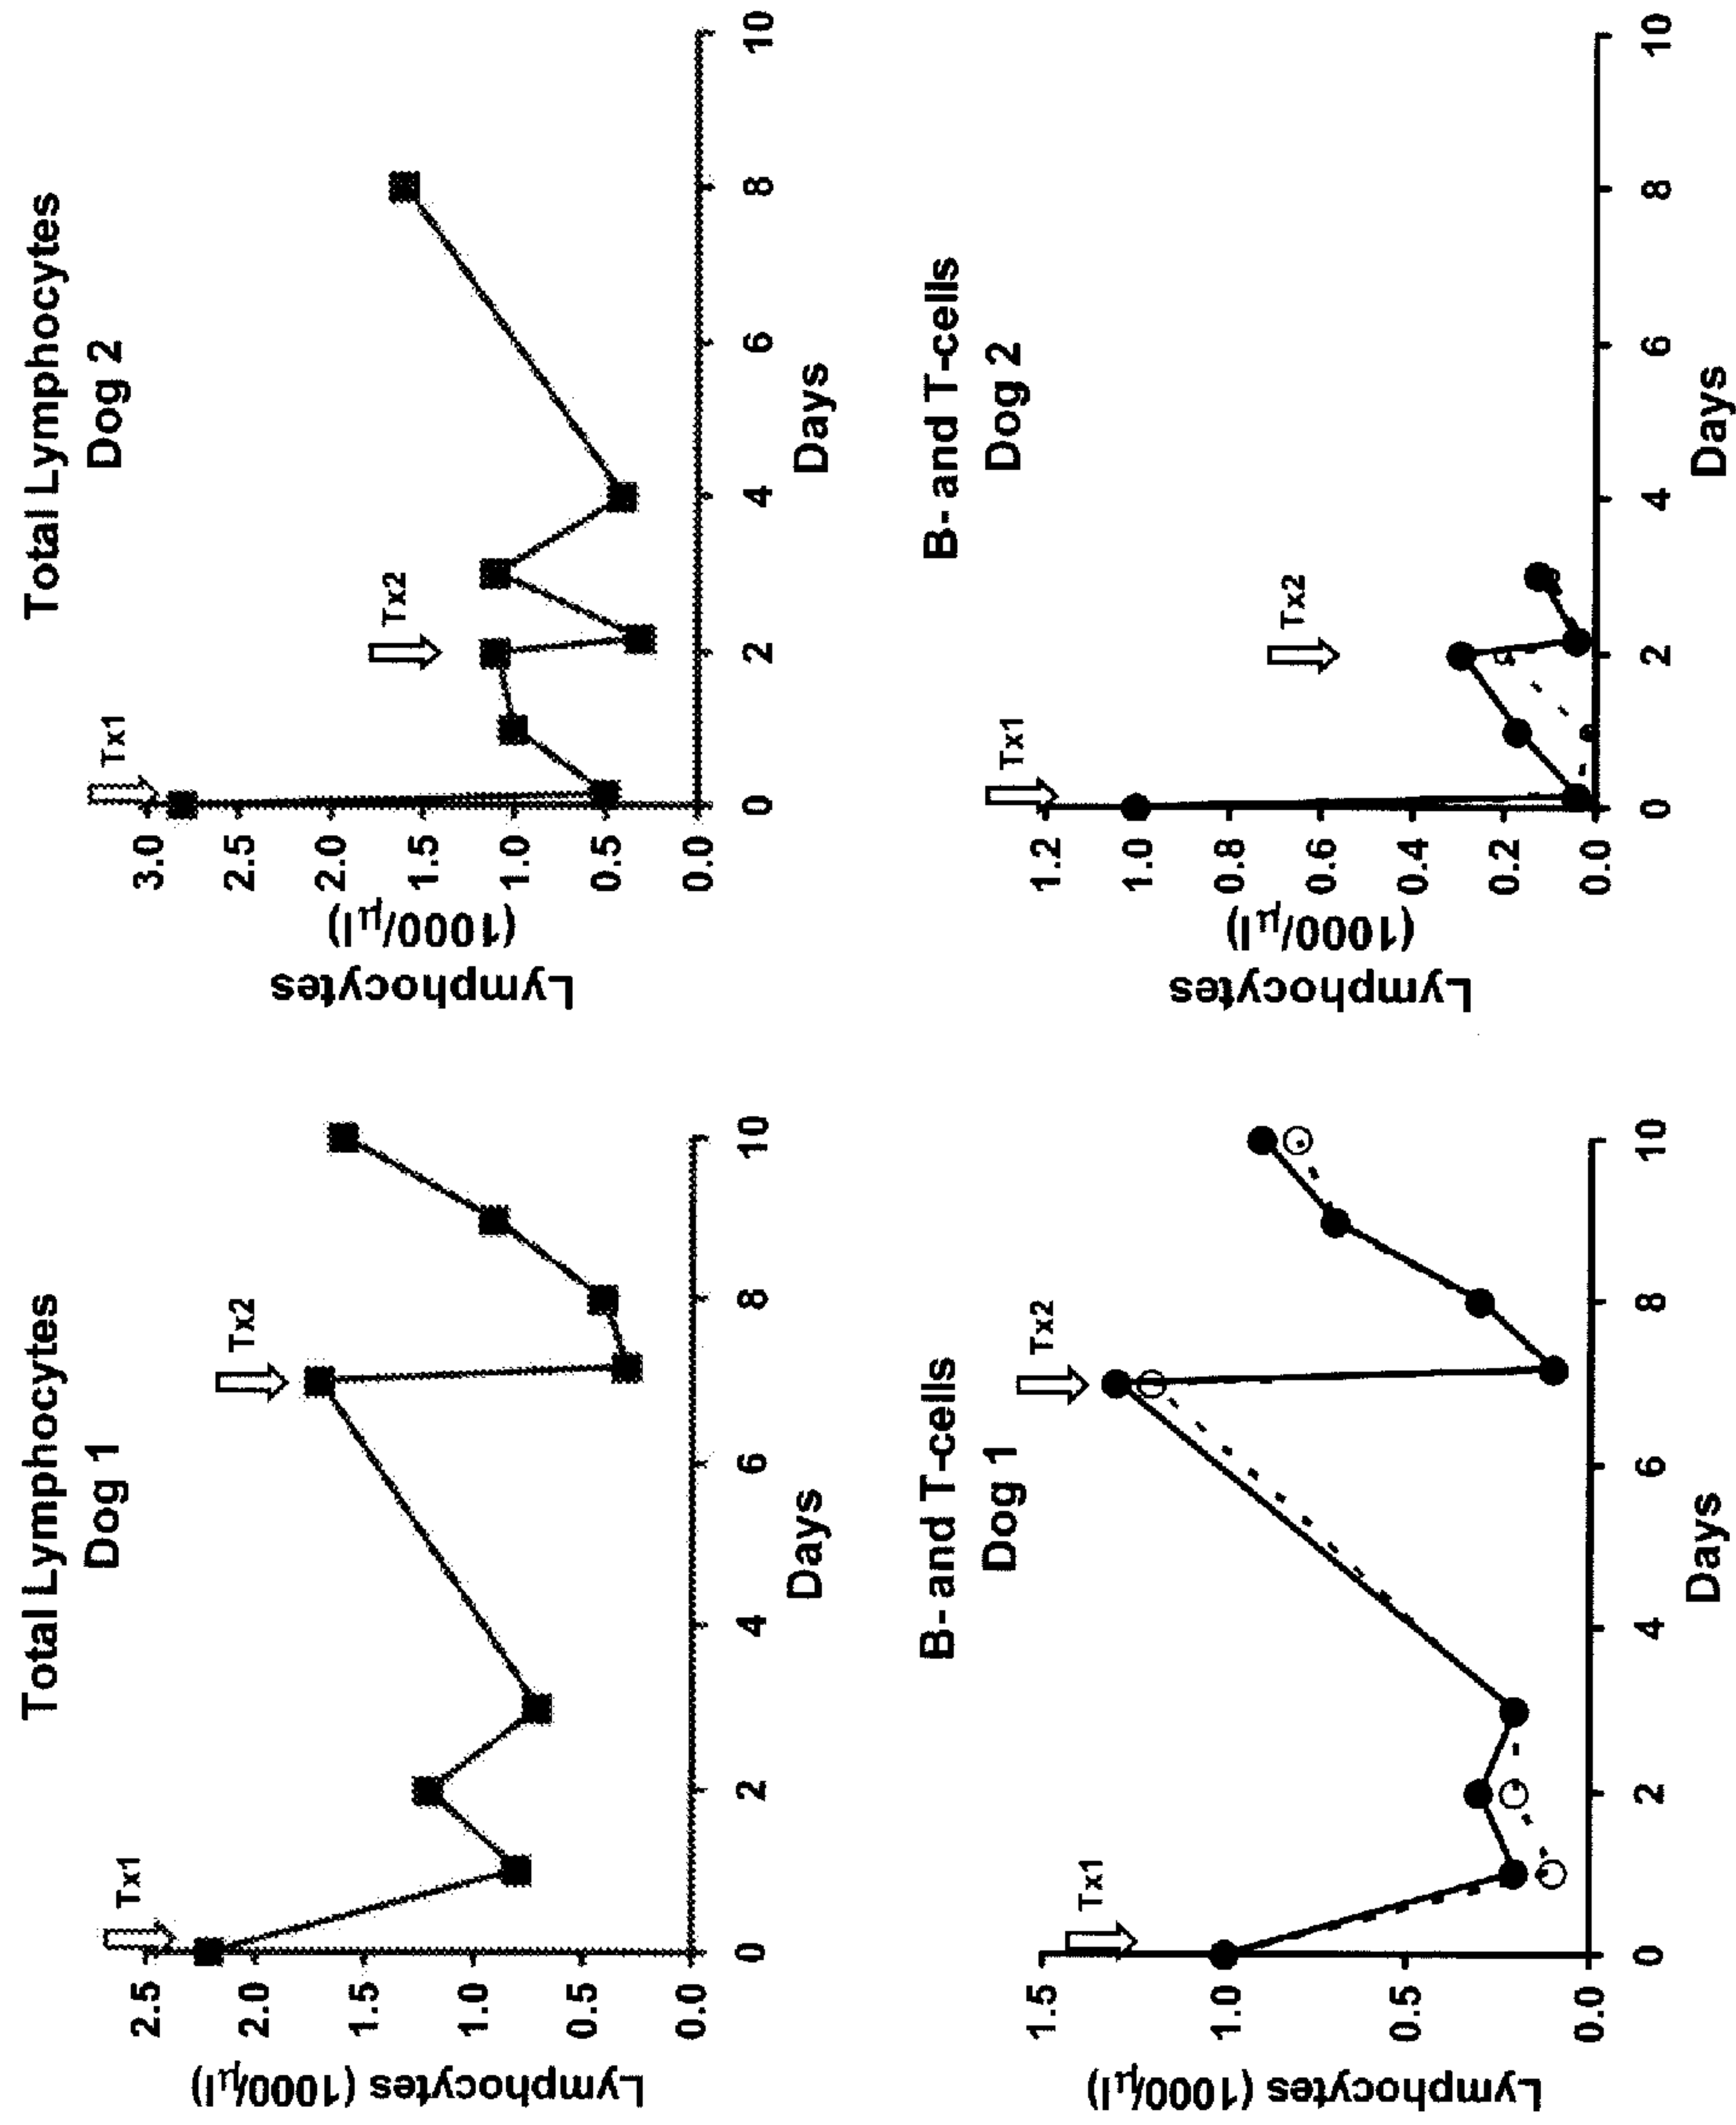 Total Lymphocytes
Dog 1
Tx1
Tx2
Lymphocytes (1000/μl)
2.5
2.0
1.5
1.0
0.5
0.0
0 2 4 6 8 10
Days
Total Lymphocytes
Dog 2
Tx1
Tx2
Lymphocytes
(1000/μl)
3.0
2.5
2.0
1.5
1.0
0.5
0.0
0 2 4 6 8 10
Days
B- and T-cells
Dog 1
Tx1
Tx2
Lymphocytes (1000/μl)
1.5
1.0
0.5
0.0
0 2 4 6 8 10
Days
B- and T-cells
Dog 2
Tx1
Tx2
Lymphocytes
(1000/μl)
1.2
1.0
0.8
0.6
0.4
0.2
0.0
0 2 4 6 8 10
Days